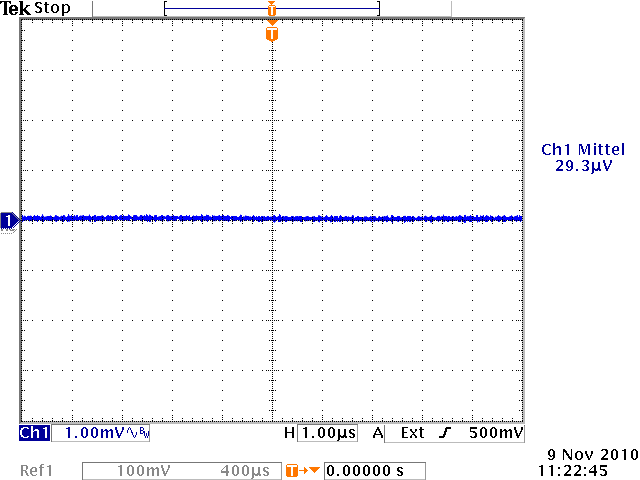 Tek Stop
T
T
Ch1 Mittel
29.3µV
1
Ch1 1.00mV∿BW H 1.00µs A Ext 500mV
Ref1 100mV 400µs T 0.00000 s
9 Nov 2010
11:22:45